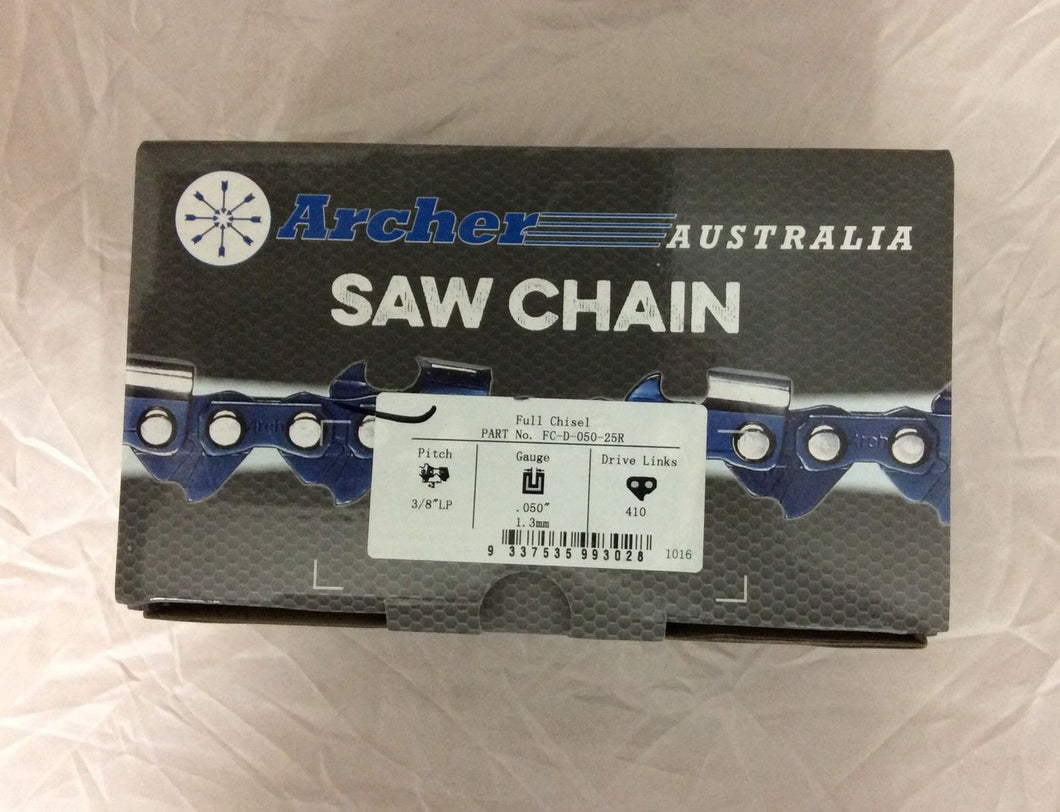 Archer AUSTRALIA
SAW CHAIN
Full Chisel
PART No. FC-D-050-25R
Pitch
3/8"LP
Gauge
.050"
1.3mm
Drive Links
410
9 337535 993028
1016